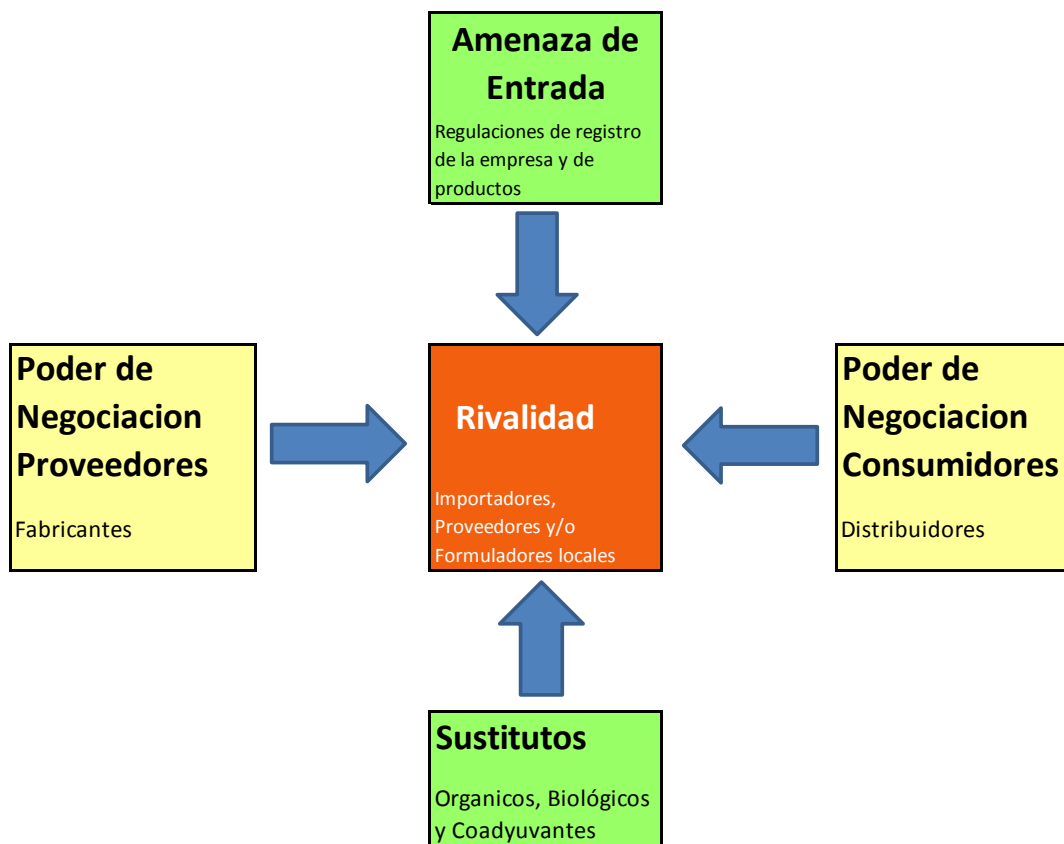 Amenaza de
Entrada
Regulaciones de registro
de la empresa y de
productos
Poder de
Negociacion
Proveedores
Fabricantes
Rivalidad
Importadores,
Proveedores y/o
Formuladores locales
Poder de
Negociacion
Consumidores
Distribuidores
Sustitutos
Organicos, Biológicos
y Coadyuvantes